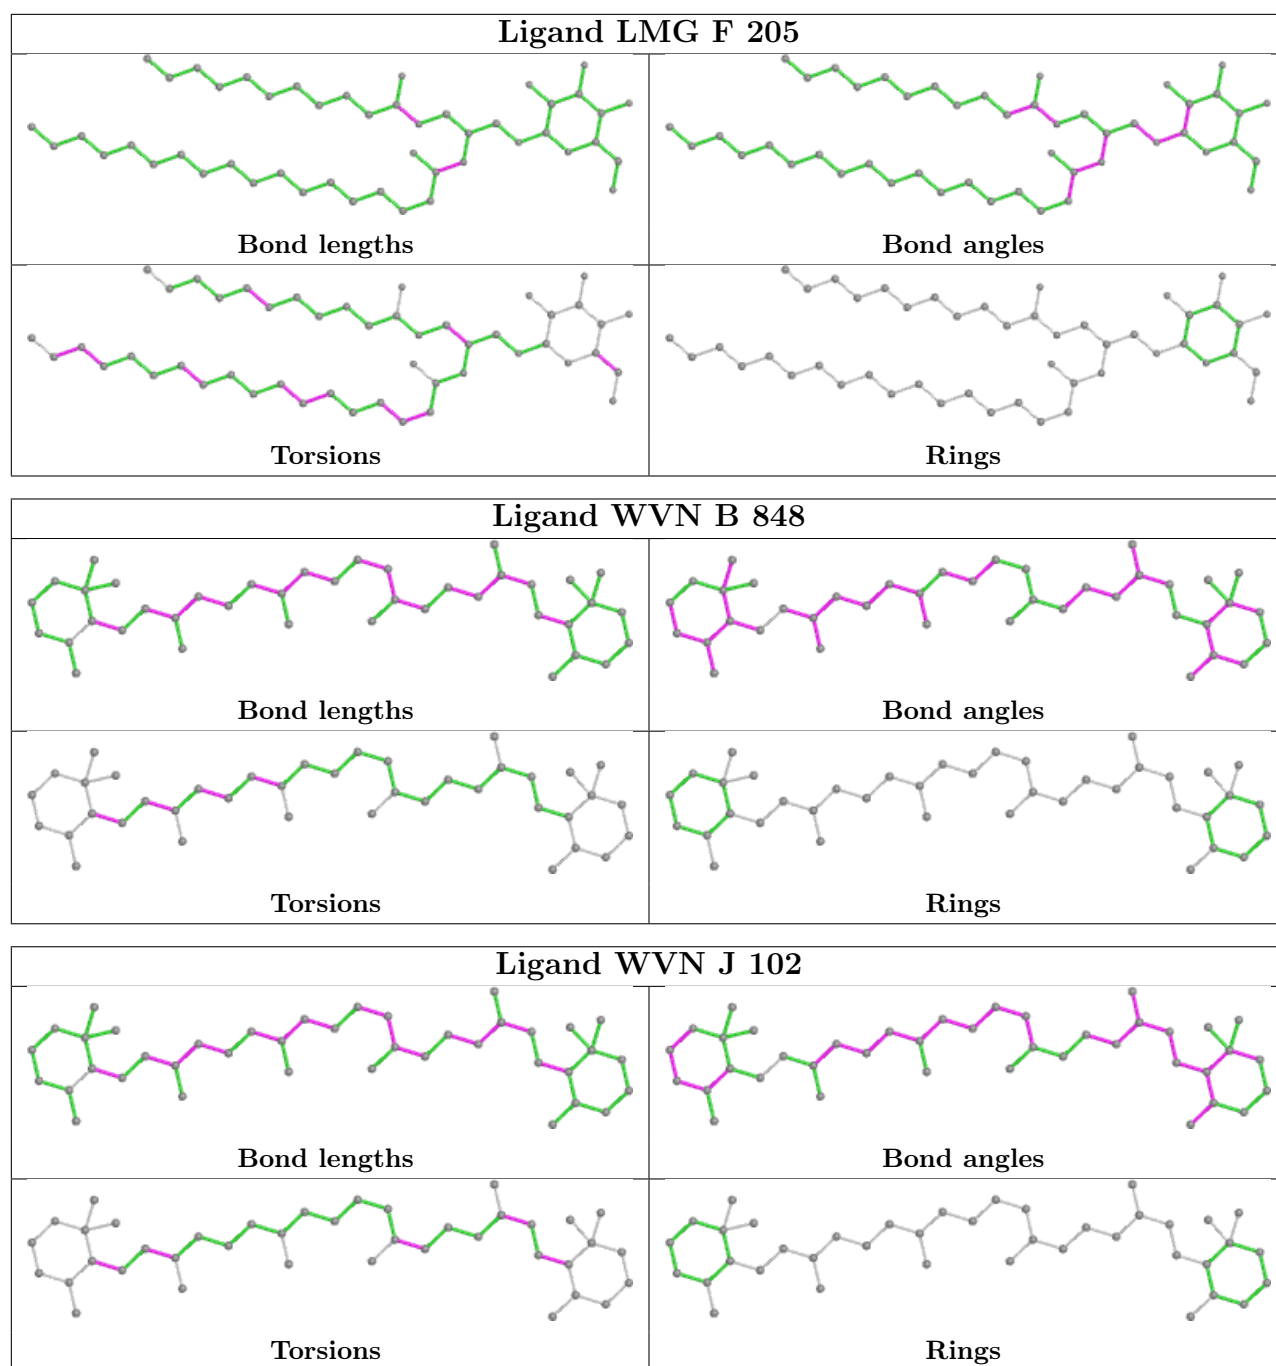 Ligand LMG F 205
Bond lengths
Bond angles
Torsions
Rings
Ligand WVN B 848
Bond lengths
Bond angles
Torsions
Rings
Ligand WVN J 102
Bond lengths
Bond angles
Torsions
Rings